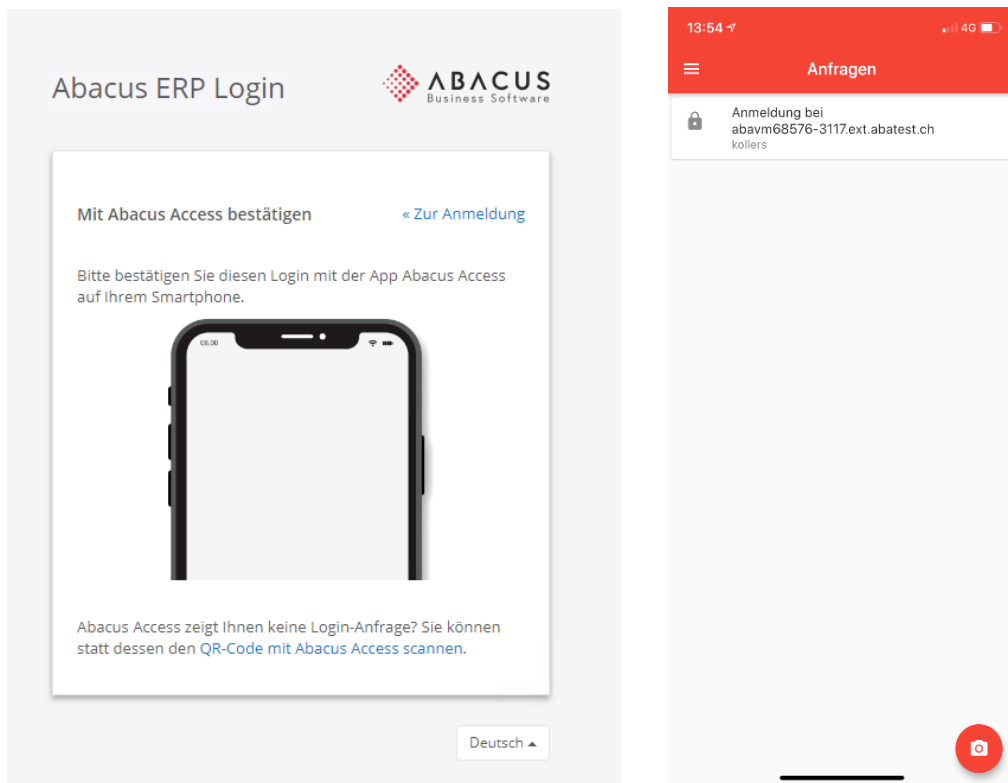 Abacus ERP Login
ABACUS
Business Software
Mit Abacus Access bestätigen
« Zur Anmeldung
Bitte bestätigen Sie diesen Login mit der App Abacus Access
auf Ihrem Smartphone.
Abacus Access zeigt Ihnen keine Login-Anfrage? Sie können
statt dessen den QR-Code mit Abacus Access scannen.
Deutsch
13:54
4G
Anfragen
Anmeldung bei
abavm68576-3117.ext.abatest.ch
kollers